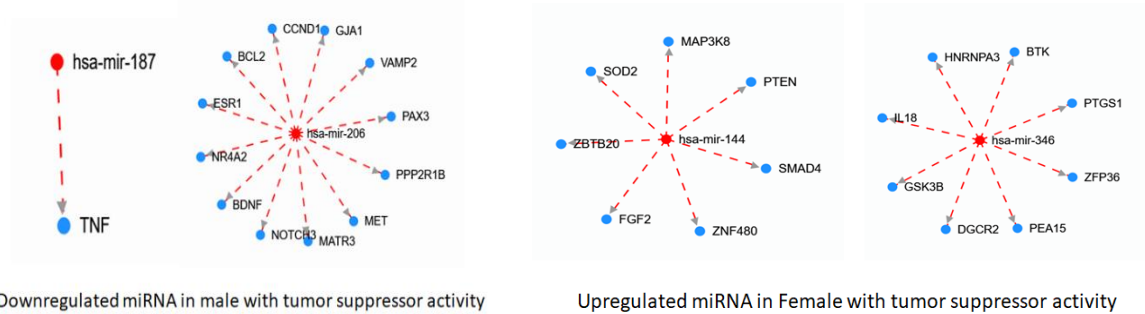 hsa-mir-187
TNF
CCND1
GJA1
BCL2
VAMP2
ESR1
PAX3
hsa-mir-206
NR4A2
PPP2R1B
BDNF
MET
NOTCH3
MATR3
MAP3K8
SOD2
PTEN
ZBTB20
hsa-mir-144
SMAD4
FGF2
ZNF480
HNRNPA3
BTK
PTGS1
IL18
hsa-mir-346
ZFP36
GSK3B
DGCR2
PEA15
Downregulated miRNA in male with tumor suppressor activity
Upregulated miRNA in Female with tumor suppressor activity